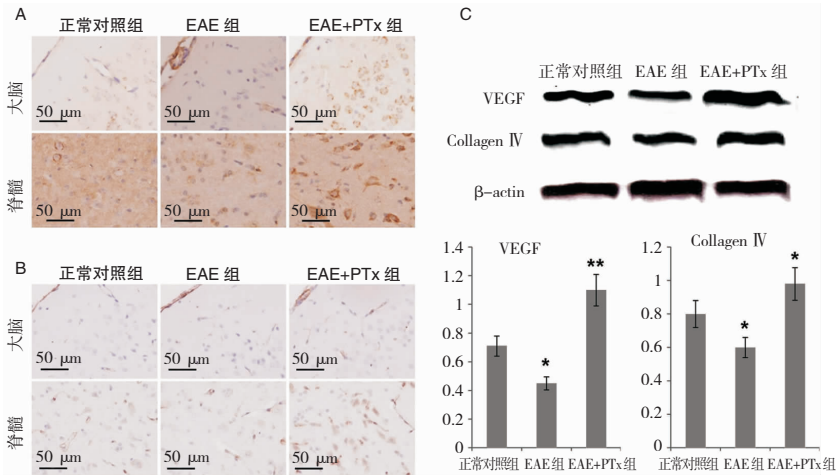 A
正常对照组 EAE 组 EAE+PTx 组
大脑
50 μm 50 μm 50 μm
脊髓
50 μm 50 μm 50 μm
B
正常对照组 EAE 组 EAE+PTx 组
大脑
50 μm 50 μm 50 μm
脊髓
50 μm 50 μm 50 μm
C
正常对照组 EAE 组 EAE+PTx 组
VEGF
Collagen Ⅳ
β-actin
VEGF
1.4
1.2
1
0.8
0.6
0.4
0.2
0
* **
正常对照组 EAE 组 EAE+PTx 组
Collagen Ⅳ
1.2
1
0.8
0.6
0.4
0.2
0
* *
正常对照组 EAE 组 EAE+PTx 组